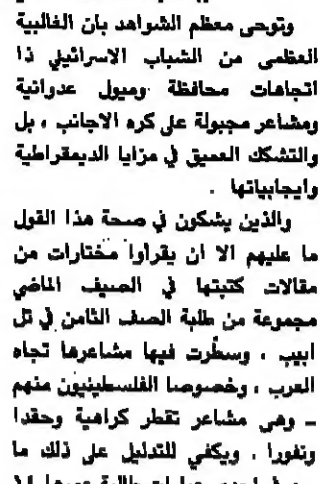 وتوحى معظم الشواهد بان الغالبية
العظمى من الشباب الاسرائيلي ذا
اتجاهات محافظة وميول عدوانية
ومشاعر مجبولة على كره الاجانب ، بل
والتشكك العميق في مزايا الديمقراطية
وايجابياتها .
والذين يشكون في صحة هذا القول
ما عليهم الا ان يقرأوا مختارات من
مقالات كتبتها في الصيف الماضي
مجموعة من طلبة الصف الثامن في تل
ابيب ، وسطرت فيها مشاعرها تجاه
العرب ، وخصوصا الفلسطينيون منهم
ـ وهي مشاعر تقطر كراهية وحقدا
ونفورا . ويكفي للتدليل على ذلك ما